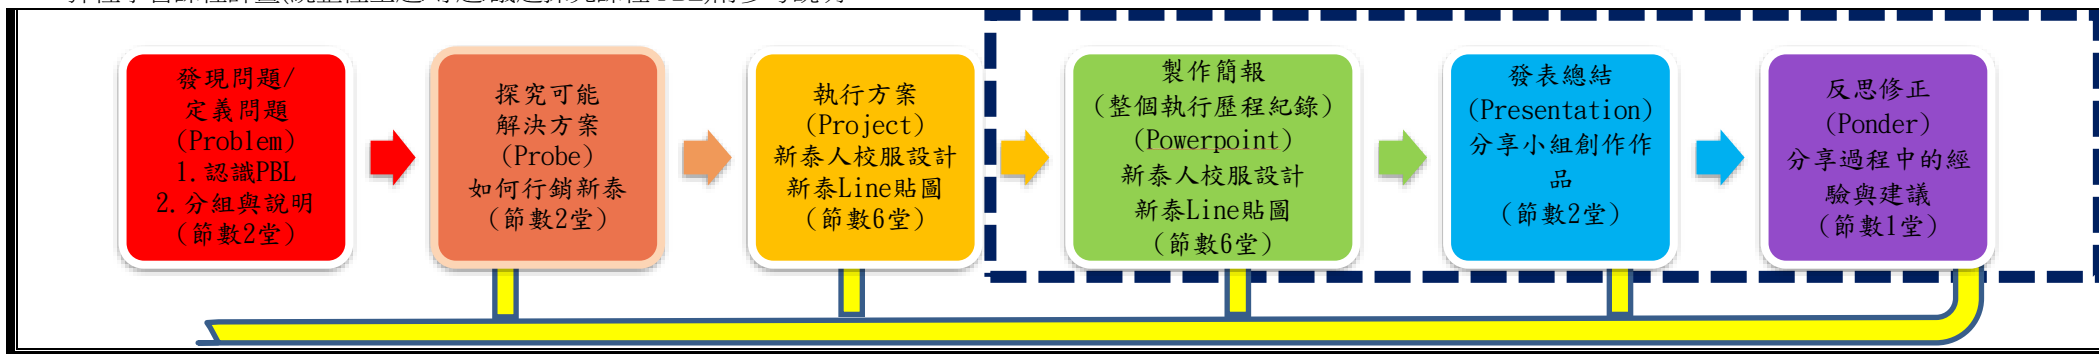 發現問題/
定義問題
(Problem)
1.認識PBL
2.分組與說明
(節數2堂)
探究可能
解決方案
(Probe)
如何行銷新泰
(節數2堂)
執行方案
(Project)
新泰人校服設計
新泰Line貼圖
(節數6堂)
製作簡報
(整個執行歷程紀錄)
(Powerpoint)
新泰人校服設計
新泰Line貼圖
(節數6堂)
發表總結
(Presentation)
分享小組創作作
品
(節數2堂)
反思修正
(Ponder)
分享過程中的經
驗與建議
(節數1堂)